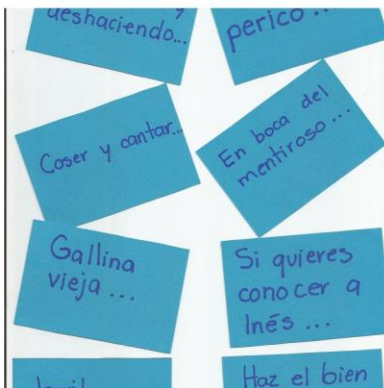 deshaciendo...
perico ...
Coser y cantar...
En boca del
mentiroso ...
Gallina
vieja ...
Si quieres
conocer a
Inés ...
Haz el bien